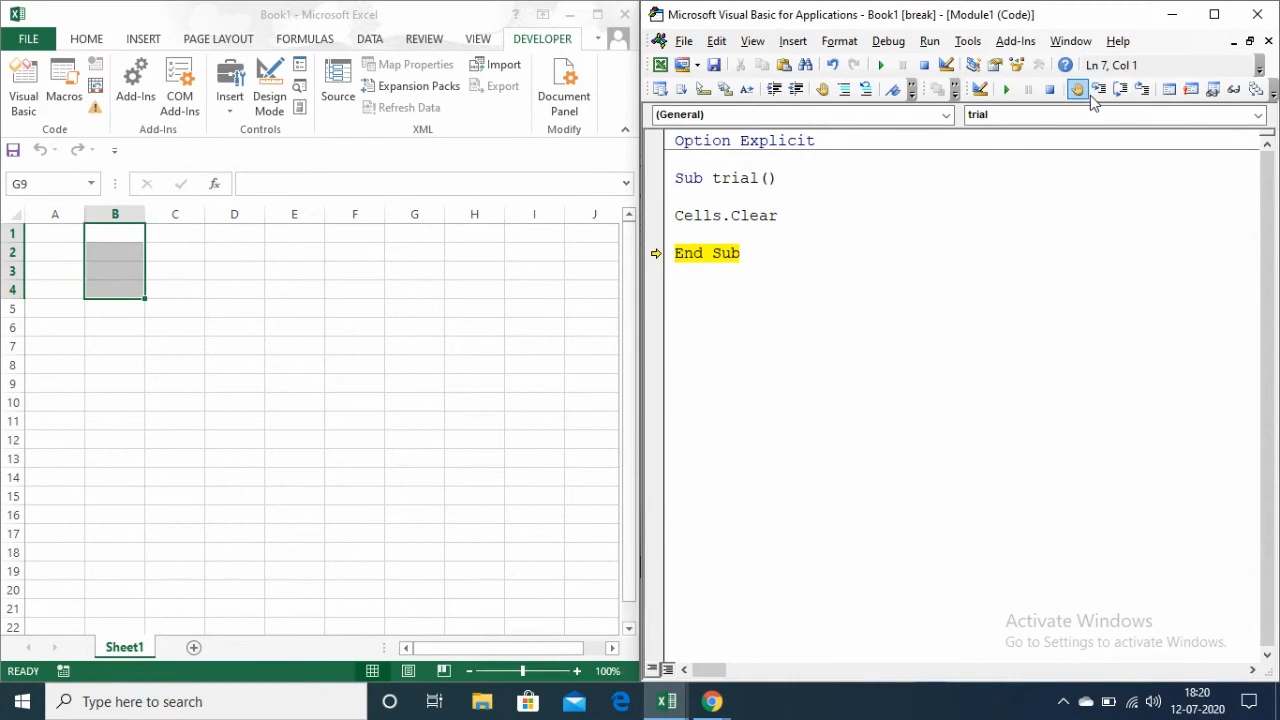 Book1 - Microsoft Excel
FILE HOME INSERT PAGE LAYOUT FORMULAS DATA REVIEW VIEW DEVELOPER
Visual Basic
Macros
Code
Add-Ins
COM Add-Ins
Add-Ins
Insert
Design Mode
Controls
Source
Map Properties
Expansion Packs
Refresh Data
Import
Export
XML
Document Panel
Modify
G9
A B C D E F G H I J
1
2
3
4
5
6
7
8
9
10
11
12
13
14
15
16
17
18
19
20
21
22
Sheet1
READY
100%
Microsoft Visual Basic for Applications - Book1 [break] - [Module1 (Code)]
File Edit View Insert Format Debug Run Tools Add-Ins Window Help
Ln 7, Col 1
(General)
trial
Option Explicit
Sub trial()
Cells.Clear
End Sub
Activate Windows
Go to Settings to activate Windows.
Type here to search
18:20
12-07-2020